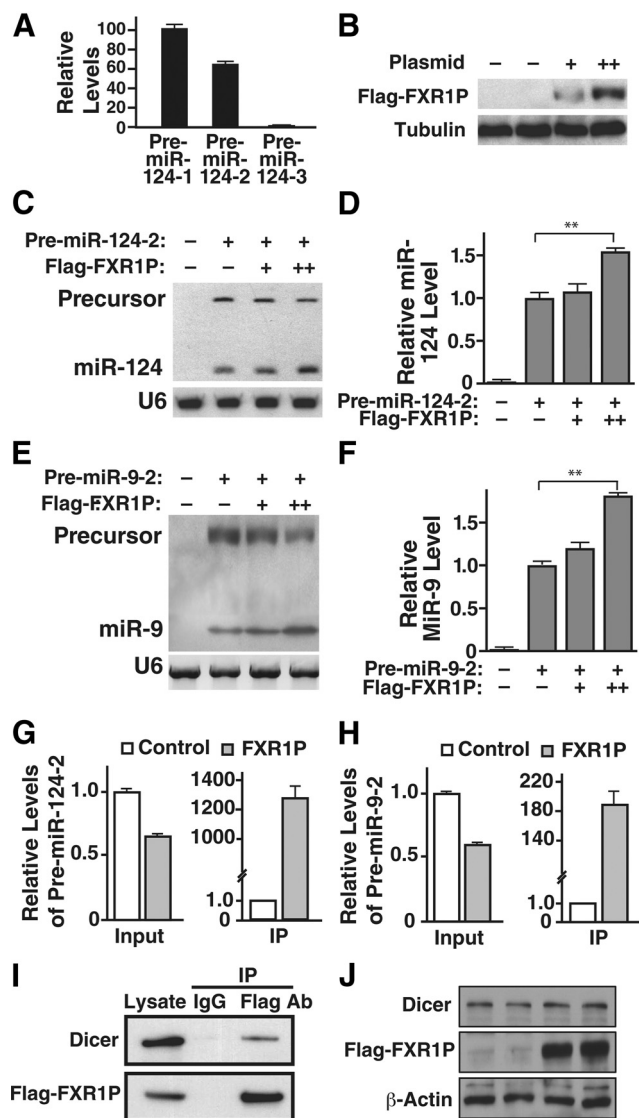 A
Relative Levels
100
80
60
40
20
0
Pre-miR-124-1
Pre-miR-124-2
Pre-miR-124-3
B
Plasmid – – + ++
Flag-FXR1P
Tubulin
C
Pre-miR-124-2: – + + +
Flag-FXR1P: – – + ++
Precursor
miR-124
U6
D
**
Relative miR-124 Level
1.5
1.0
0.5
0
Pre-miR-124-2: – + + +
Flag-FXR1P: – – + ++
E
Pre-miR-9-2: – + + +
Flag-FXR1P: – – + ++
Precursor
miR-9
U6
F
**
Relative MiR-9 Level
1.5
1.0
0.5
0
Pre-miR-9-2: – + + +
Flag-FXR1P: – – + ++
G
Control FXR1P
Relative Levels of Pre-miR-124-2
1.0
0.5
0
Input
1400
1200
1000
1.0
0
IP
H
Control FXR1P
Relative Levels of Pre-miR-9-2
1.0
0.5
0
Input
220
180
140
1.0
0
IP
I
IP
Lysate IgG Flag Ab
Dicer
Flag-FXR1P
J
Dicer
Flag-FXR1P
β-Actin